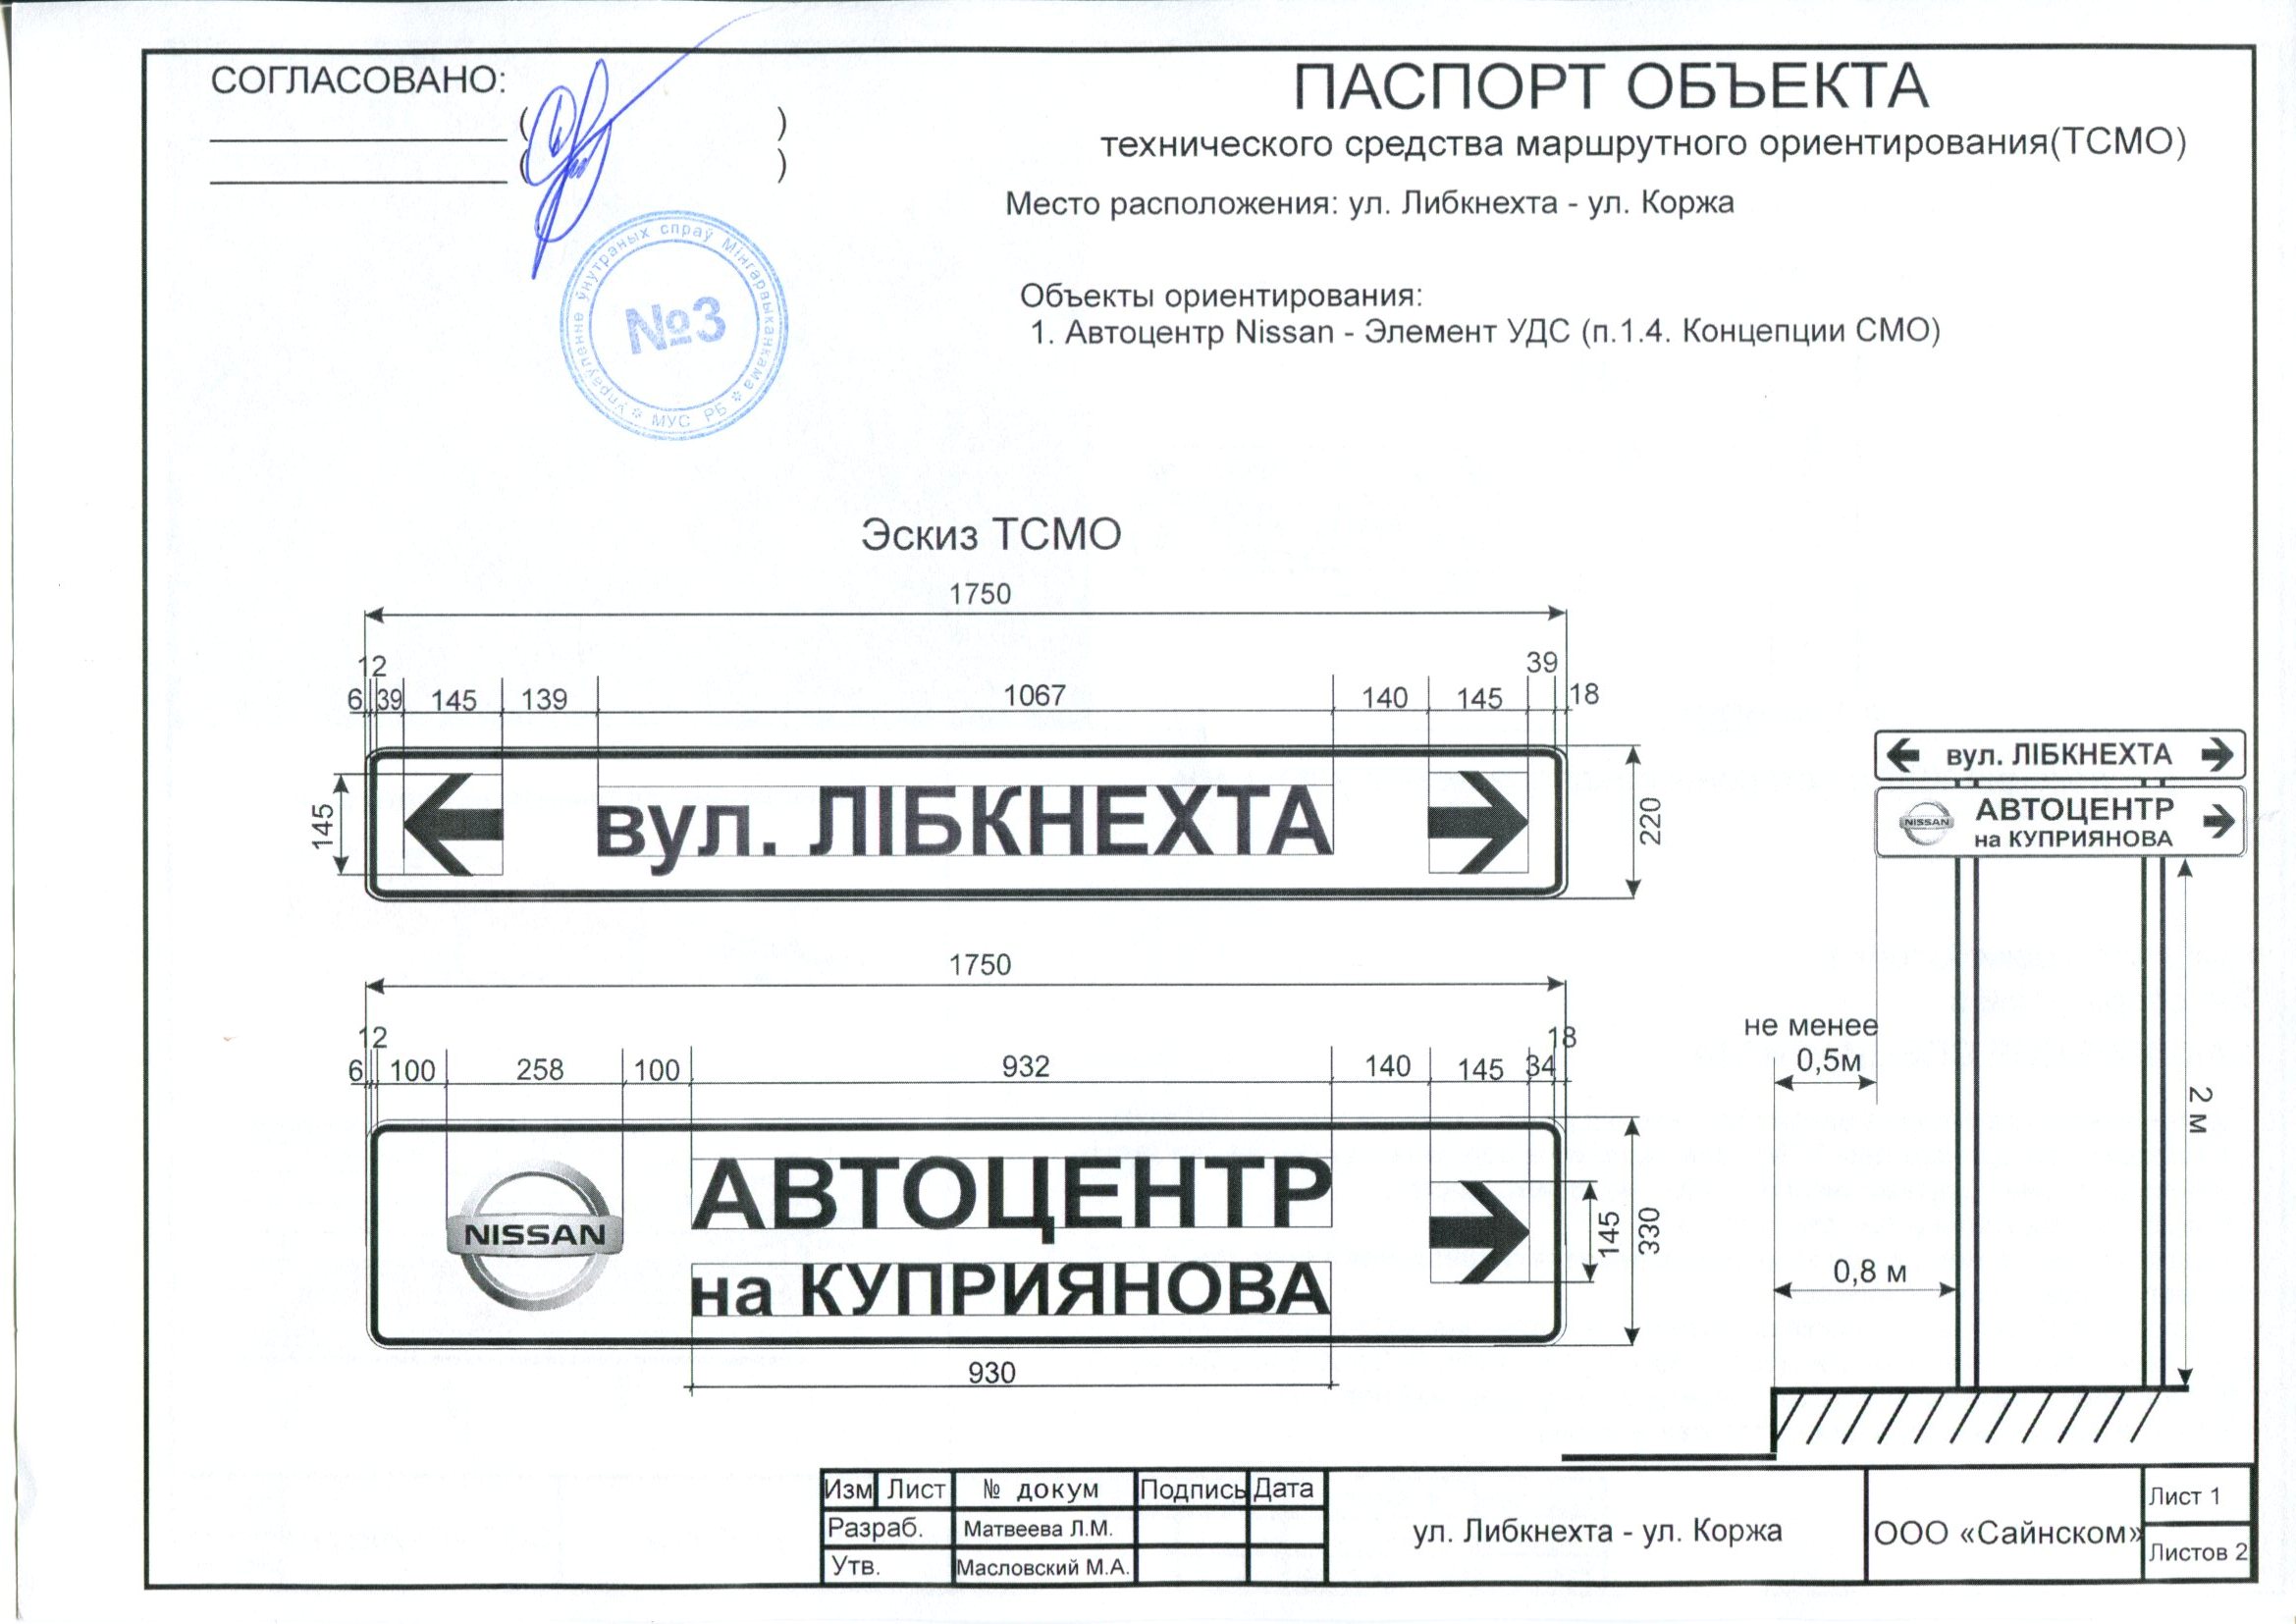 СОГЛАСОВАНО:
( )
( )
Упраўленне ўнутраных спраў Мінгарвыканкама
МУС РБ
№3
ПАСПОРТ ОБЪЕКТА
технического средства маршрутного ориентирования(ТСМО)
Место расположения: ул. Либкнехта - ул. Коржа
Объекты ориентирования:
1. Автоцентр Nissan - Элемент УДС (п.1.4. Концепции СМО)
Эскиз ТСМО
1750
12
39
6 39 145 139 1067 140 145 18
145
вул. ЛІБКНЕХТА
220
1750
12
18
6 100 258 100 932 140 145 34
NISSAN
АВТОЦЕНТР
на КУПРИЯНОВА
145
330
930
вул. ЛІБКНЕХТА
NISSAN
АВТОЦЕНТР
на КУПРИЯНОВА
не менее
0,5м
2 м
0,8 м
Изм Лист № докум Подпись Дата
Разраб. Матвеева Л.М.
Утв. Масловский М.А.
ул. Либкнехта - ул. Коржа
ООО «Сайнском»
Лист 1
Листов 2